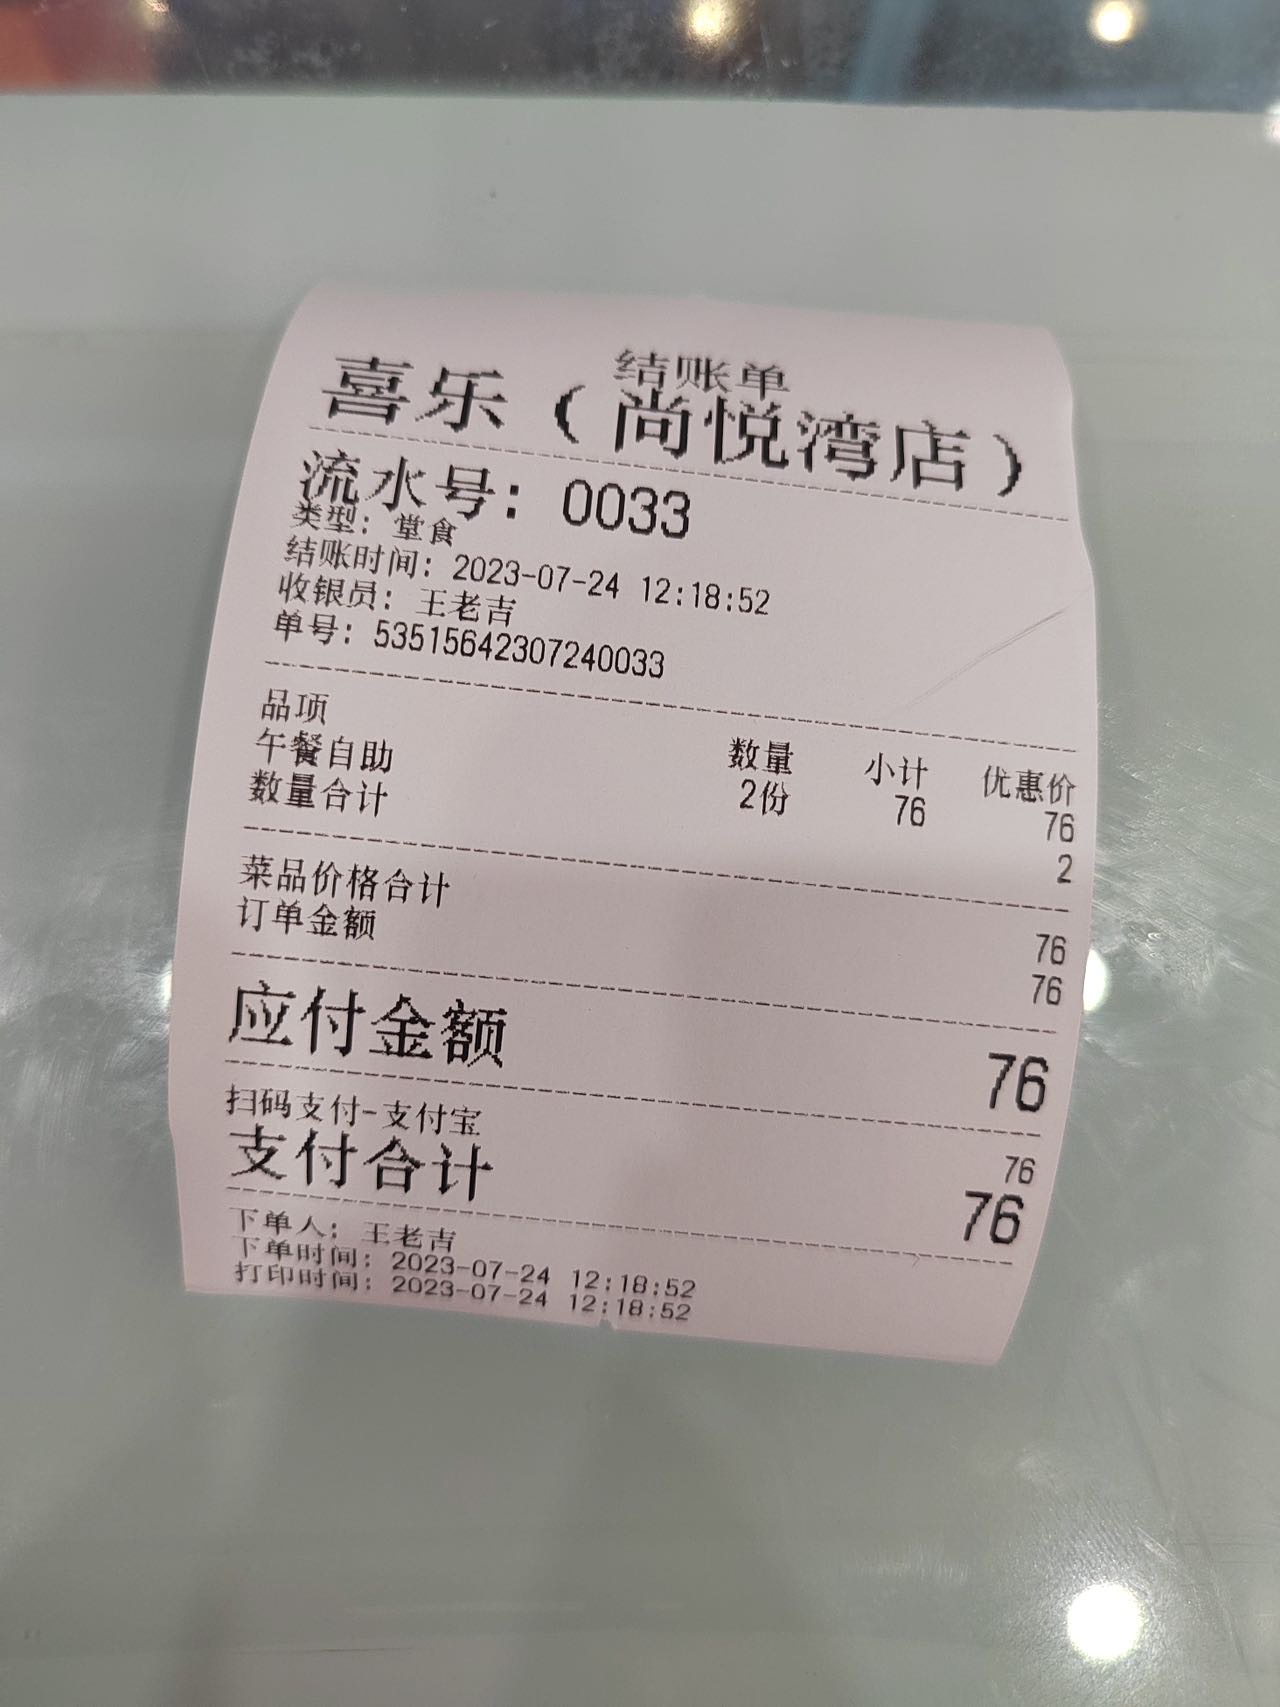 结账单
喜乐（尚悦湾店）
流水号：0033
类型：堂食
结账时间：2023-07-24 12:18:52
收银员：王老吉
单号：53515642307240033
品项 数量 小计 优惠价
午餐自助 2份 76 76
数量合计 2
菜品价格合计 76
订单金额 76
应付金额 76
扫码支付-支付宝 76
支付合计 76
下单人：王老吉
下单时间：2023-07-24 12:18:52
打印时间：2023-07-24 12:18:52